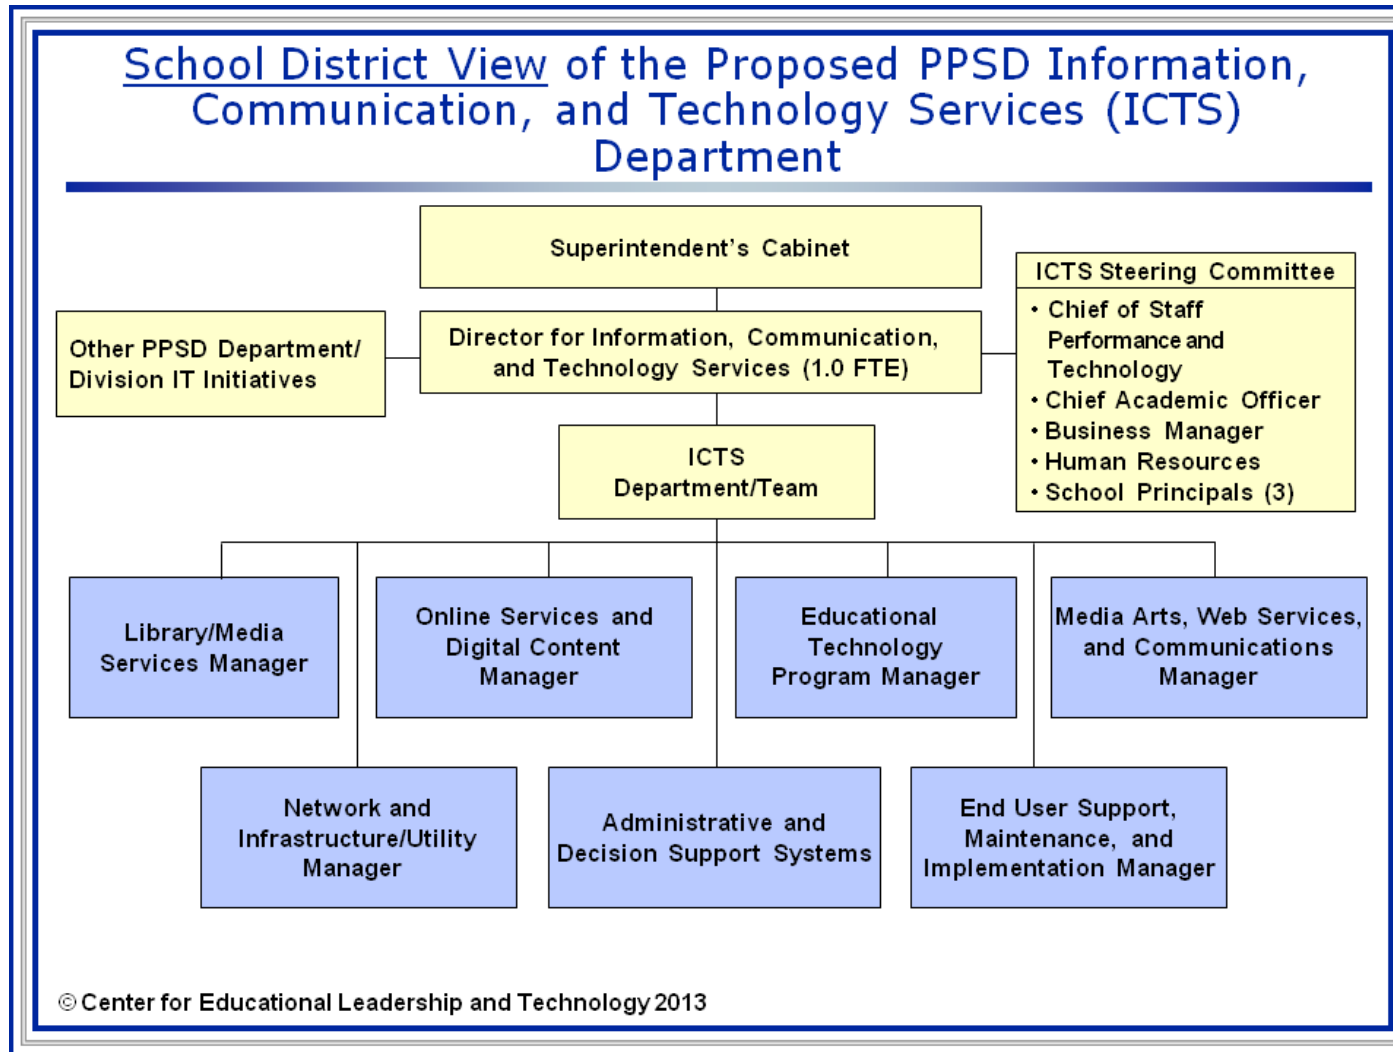 School District View of the Proposed PPSD Information,
Communication, and Technology Services (ICTS)
Department
Superintendent's Cabinet
Other PPSD Department/
Division IT Initiatives
Director for Information, Communication,
and Technology Services (1.0 FTE)
ICTS Steering Committee
• Chief of Staff
Performance and
Technology
• Chief Academic Officer
• Business Manager
• Human Resources
• School Principals (3)
ICTS
Department/Team
Library/Media
Services Manager
Online Services and
Digital Content
Manager
Educational
Technology
Program Manager
Media Arts, Web Services,
and Communications
Manager
Network and
Infrastructure/Utility
Manager
Administrative and
Decision Support Systems
End User Support,
Maintenance, and
Implementation Manager
© Center for Educational Leadership and Technology 2013